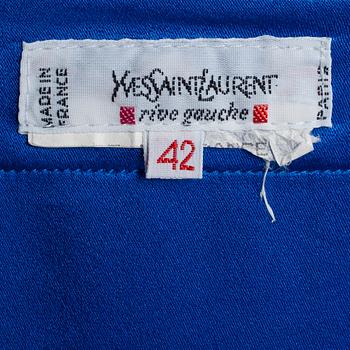 MADE IN
FRANCE
YVESSAINTLAURENT
rive gauche
PARIS
42